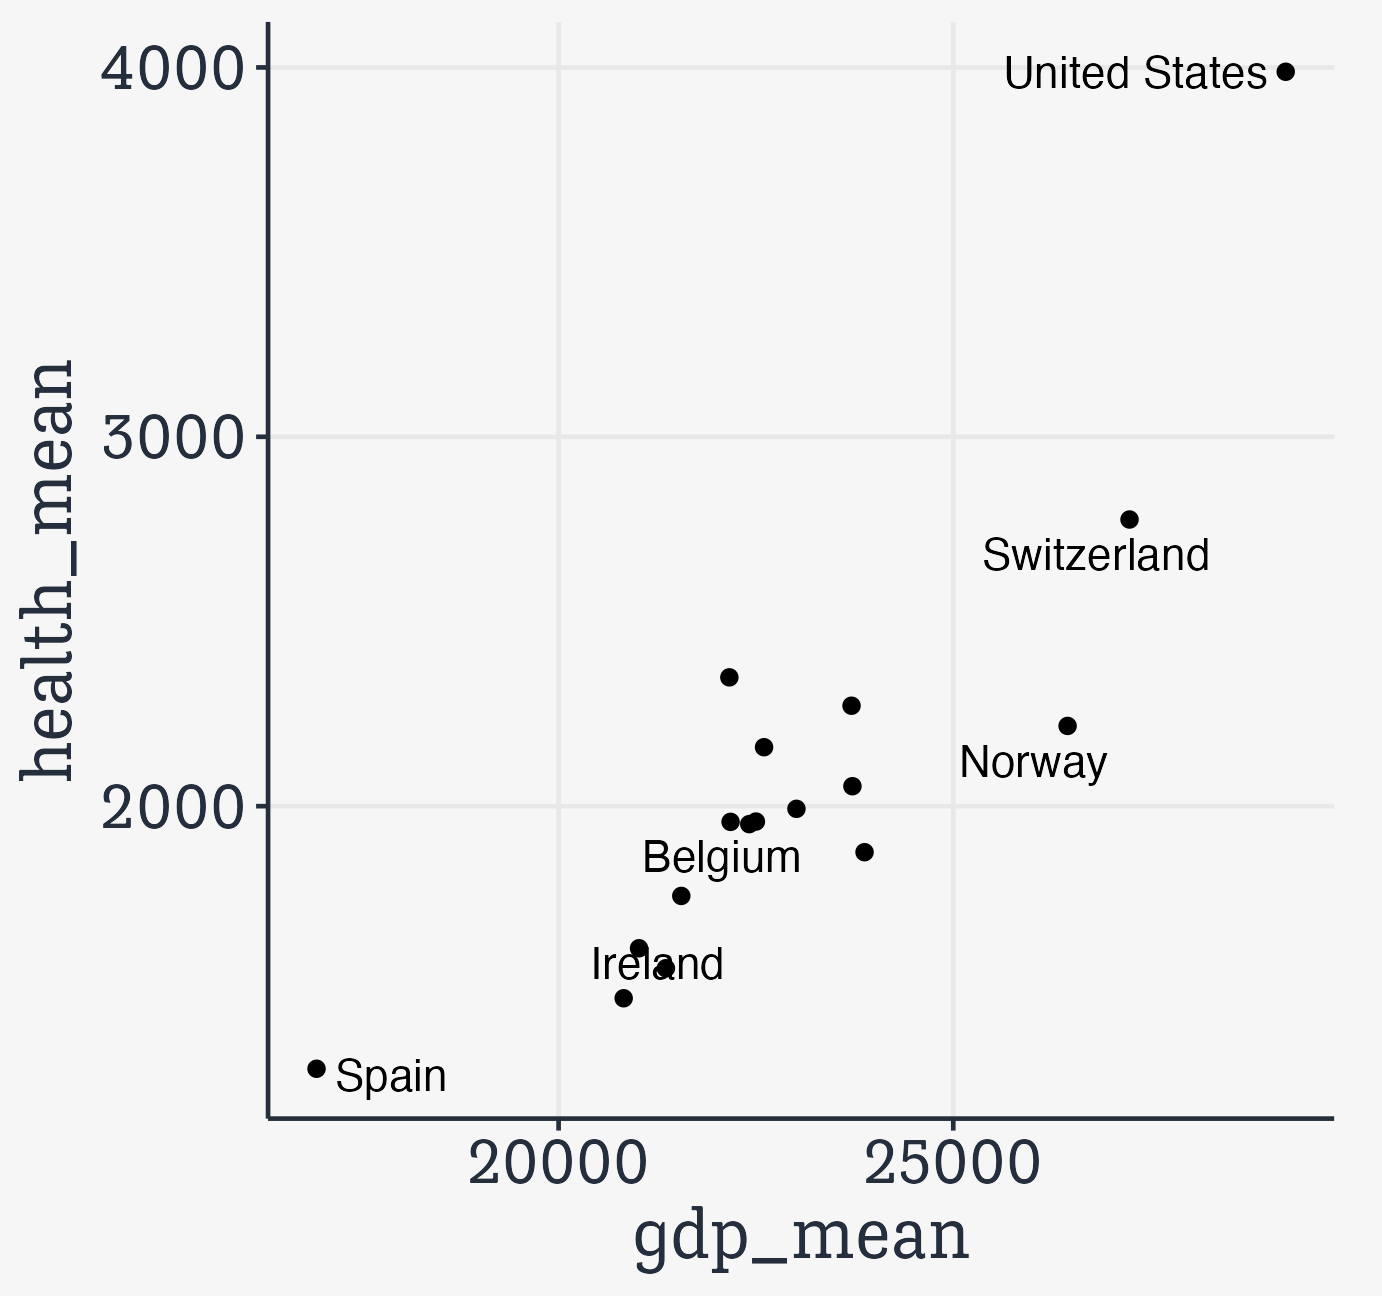 4000
United States
3000
Switzerland
Norway
2000
Belgium
Ireland
Spain
20000
25000
gdp_mean
health_mean